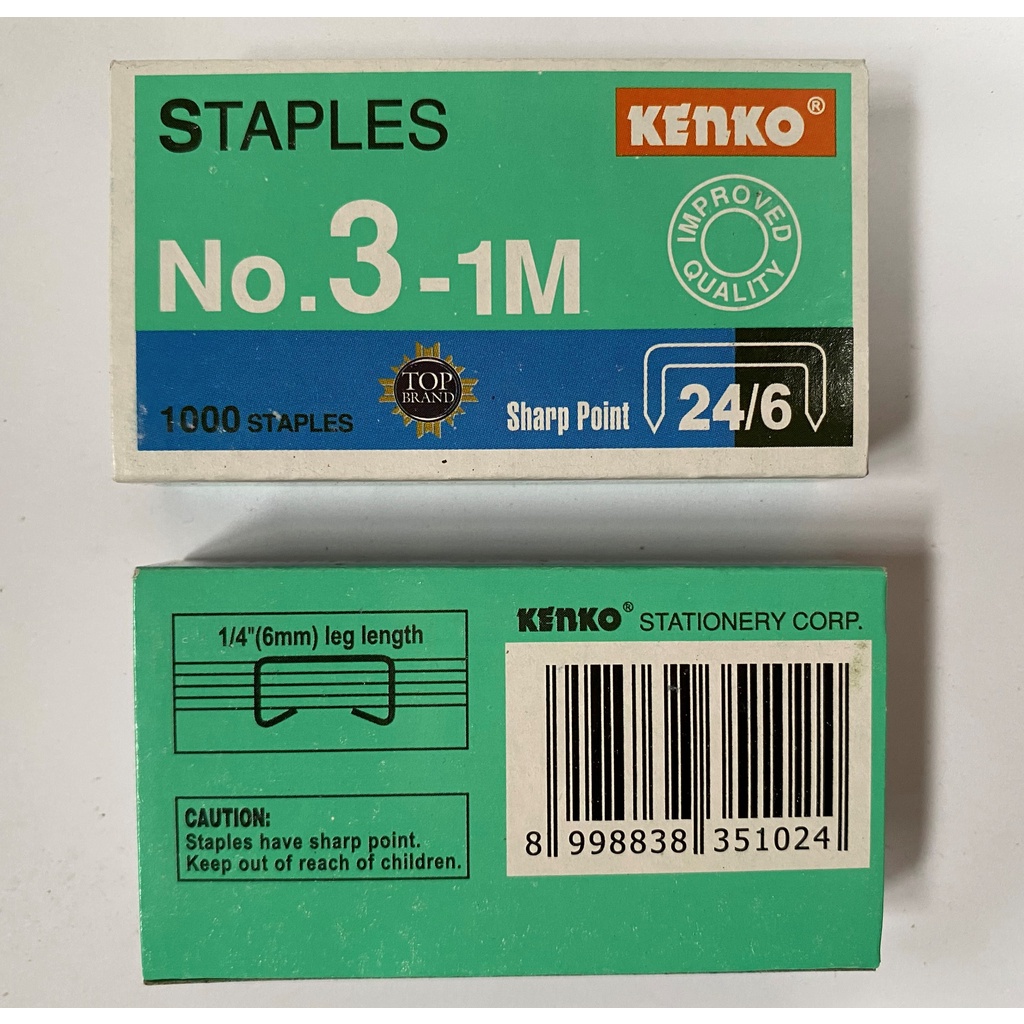 STAPLES
KENKO®
No.3-1M
IMPROVED QUALITY
1000 STAPLES
TOP
BRAND
Sharp Point
24/6
1/4"(6mm) leg length
KENKO® STATIONERY CORP.
CAUTION:
Staples have sharp point.
Keep out of reach of children.
8 998838 351024